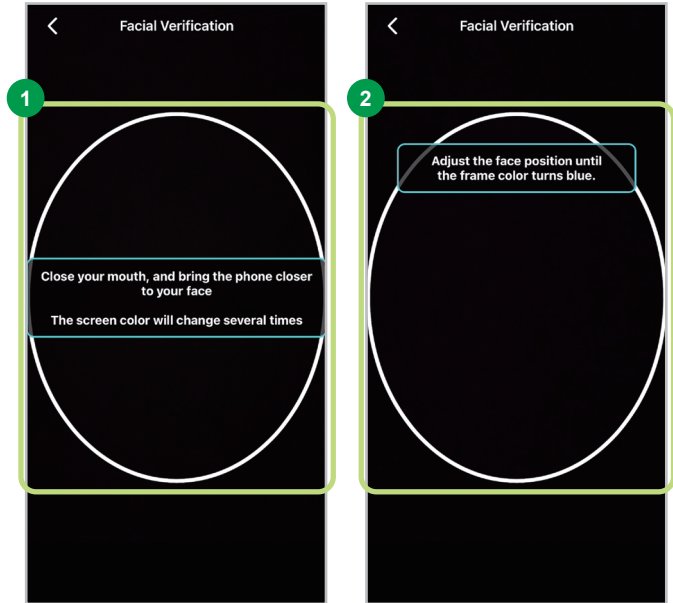 Facial Verification
1
Close your mouth, and bring the phone closer
to your face
The screen color will change several times
Facial Verification
2
Adjust the face position until
the frame color turns blue.